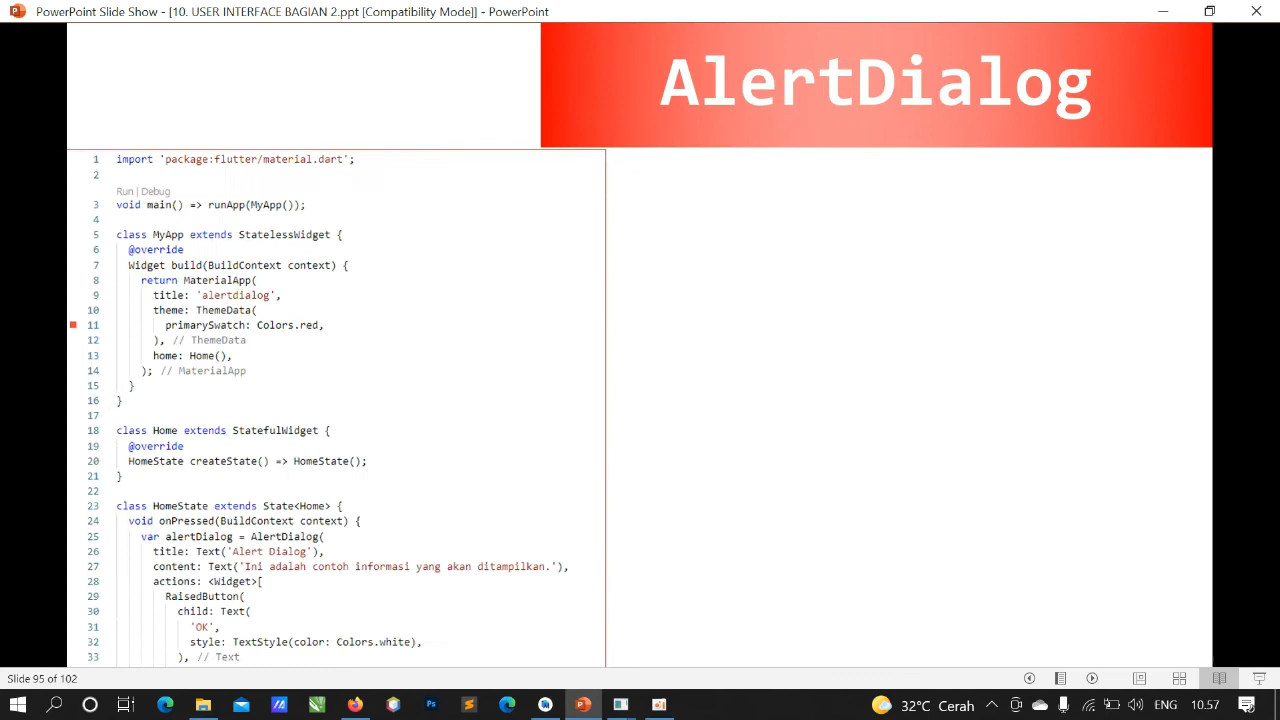 PowerPoint Slide Show - [10. USER INTERFACE BAGIAN 2.ppt [Compatibility Mode]] - PowerPoint
AlertDialog
1 import 'package:flutter/material.dart';
2
Run | Debug
3 void main() => runApp(MyApp());
4
5 class MyApp extends StatelessWidget {
6 @override
7 Widget build(BuildContext context) {
8 return MaterialApp(
9 title: 'alertdialog',
10 theme: ThemeData(
11 primarySwatch: Colors.red,
12 ), // ThemeData
13 home: Home(),
14 ); // MaterialApp
15 }
16 }
17
18 class Home extends StatefulWidget {
19 @override
20 HomeState createState() => HomeState();
21 }
22
23 class HomeState extends State<Home> {
24 void onPressed(BuildContext context) {
25 var alertDialog = AlertDialog(
26 title: Text('Alert Dialog'),
27 content: Text('Ini adalah contoh informasi yang akan ditampilkan.'),
28 actions: <Widget>[
29 RaisedButton(
30 child: Text(
31 'OK',
32 style: TextStyle(color: Colors.white),
33 ), // Text
Slide 95 of 102
32°C Cerah
ENG
10.57